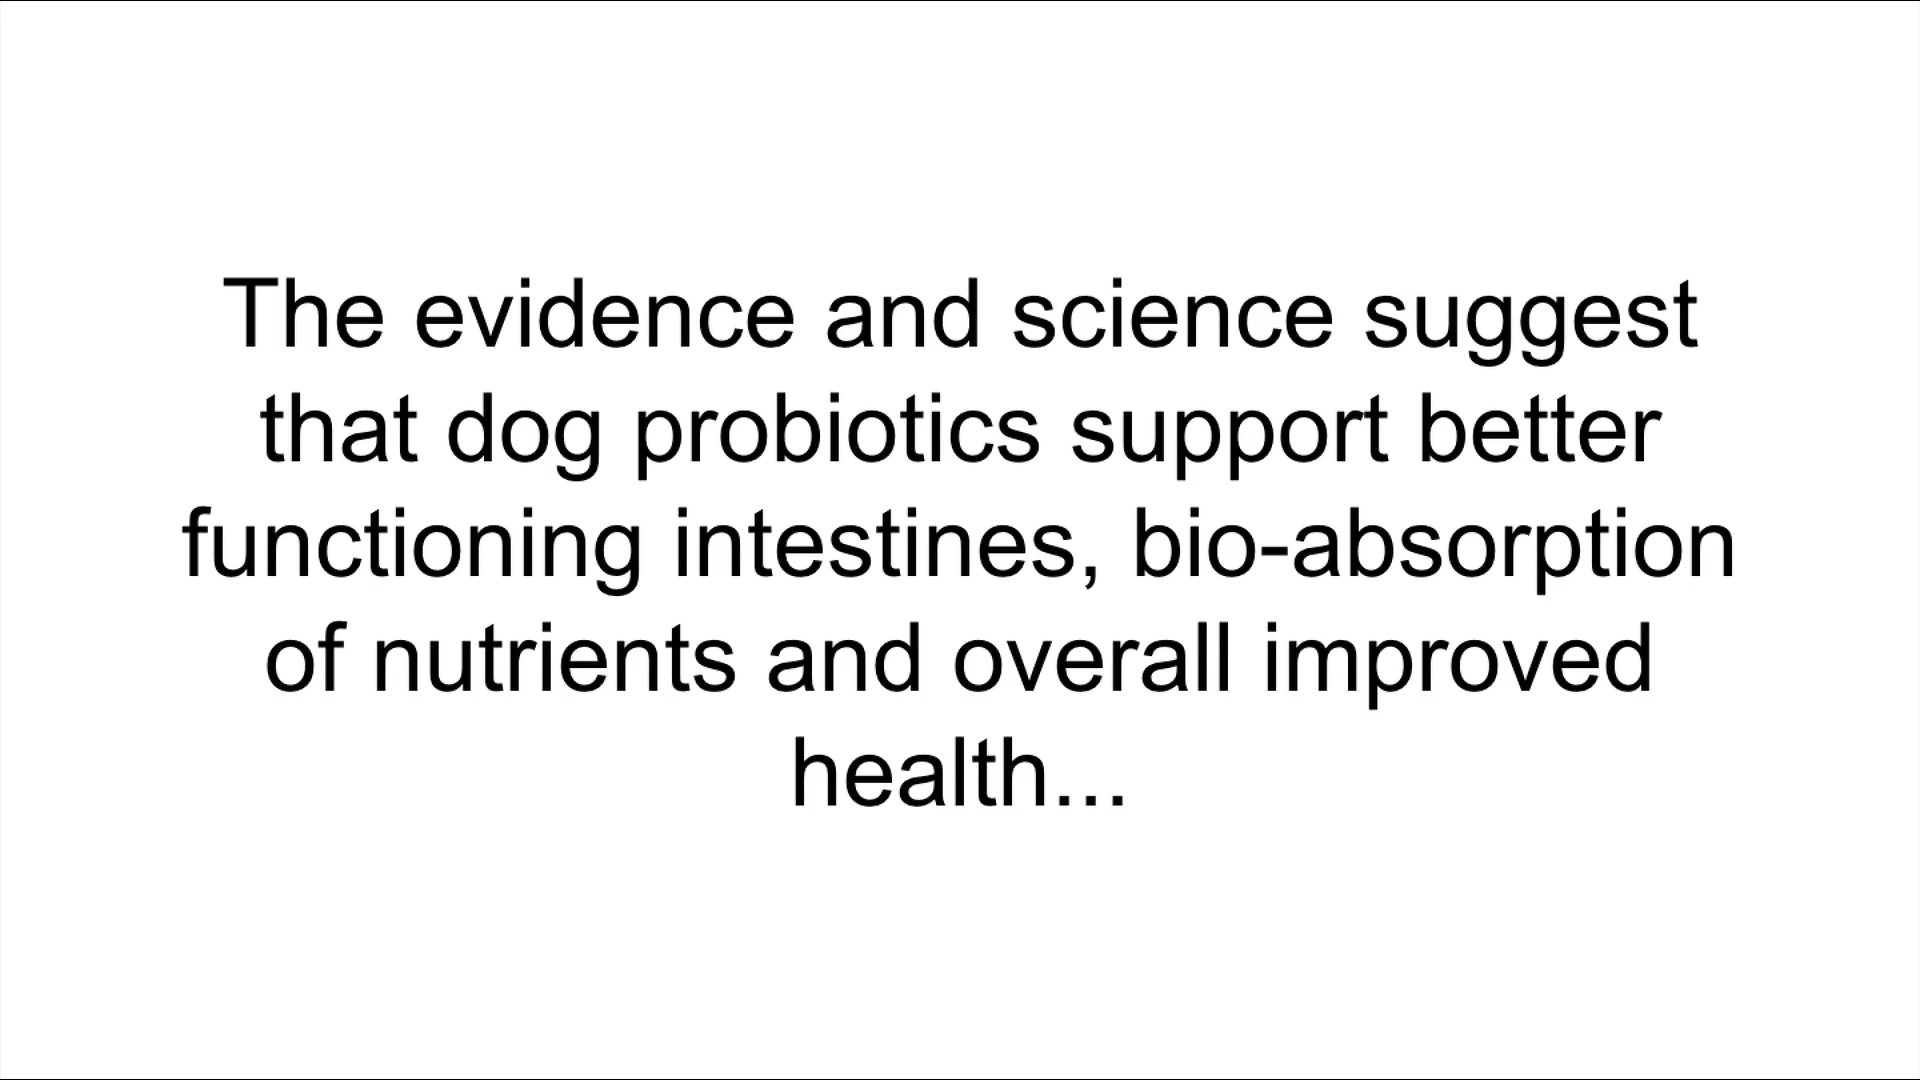 The evidence and science suggest
that dog probiotics support better
functioning intestines, bio-absorption
of nutrients and overall improved
health...